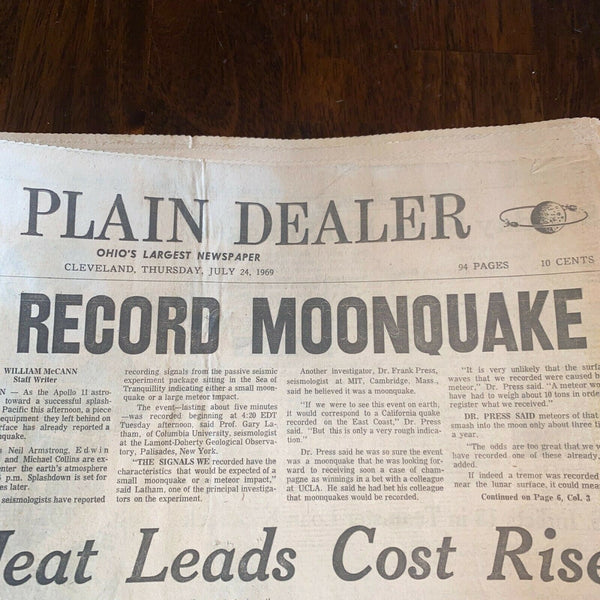 PLAIN DEALER
OHIO'S LARGEST NEWSPAPER
CLEVELAND, THURSDAY, JULY 24, 1969
94 PAGES
10 CENTS
RECORD MOONQUAKE
WILLIAM McCANN
Staff Writer
N — As the Apollo 11 astro-
toward a successful splash-
Pacific this afternoon, a piece
equipment they left behind on
rface has already reported a
quake.
s Neil Armstrong, Edwin
and Michael Collins are ex-
enter the earth's atmosphere
p.m. Splashdown is set for
es later.
seismologists have reported
recording signals from the passive seismic
experiment package sitting in the Sea of
Tranquility indicating either a small moon-
quake or a large meteor impact.
The event—lasting about five minutes
—was recorded beginning at 4:20 EDT
Tuesday afternoon, said Prof. Gary La-
tham, of Columbia University, seismologist
at the Lamont-Doherty Geological Observa-
tory, Palisades, New York.
"THE SIGNALS WE recorded have the
characteristics that would be expected of a
small moonquake or a meteor impact,"
said Latham, one of the principal investiga-
tors on the experiment.
Another investigator, Dr. Frank Press,
seismologist at MIT, Cambridge, Mass.,
said he believed it was a moonquake.
"If we were to see this event on earth,
it would correspond to a California quake
recorded on the East Coast," Dr. Press
said. "But this is only a very rough indica-
tion."
Dr. Press said he was so sure the event
was a moonquake that he was looking for-
ward to receiving soon a case of cham-
pagne as winnings in a bet with a colleague
at UCLA. He said he had bet his colleague
that moonquakes would be recorded.
"It is very unlikely that the surfa
waves that we recorded were caused b
meteor," Dr. Press said. "A meteor wo
have had to weigh about 10 tons in order
register what we received."
DR. PRESS SAID meteors of that s
smash into the moon only about three ti
a year.
"The odds are too great that we w
have recorded one of these already,
added.
If indeed a tremor was recorded
near the lunar surface, it could mea
Continued on Page 6, Col. 3
eat Leads Cost Rise